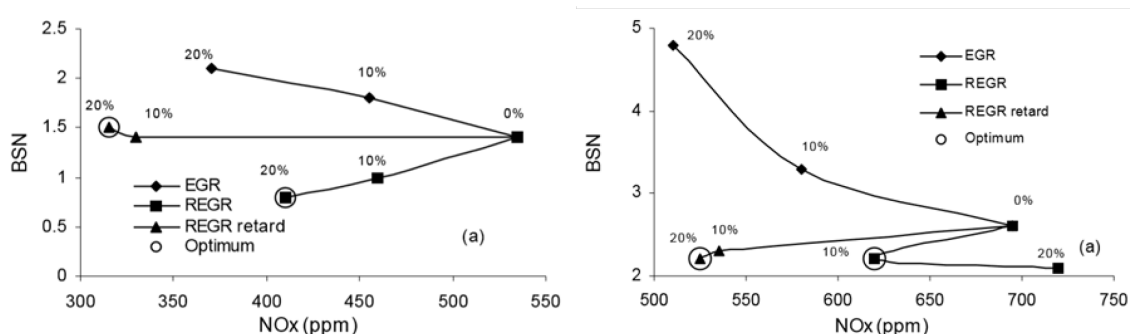 2.5
2
1.5
1
0.5
0
BSN
20%
10%
0%
20%
10%
10%
20%
EGR
REGR
REGR retard
Optimum
(a)
300 350 400 450 500 550
NOx (ppm)
5
4
3
2
BSN
20%
EGR
REGR
REGR retard
Optimum
10%
0%
20%
10%
10%
20%
(a)
500 550 600 650 700 750
NOx (ppm)